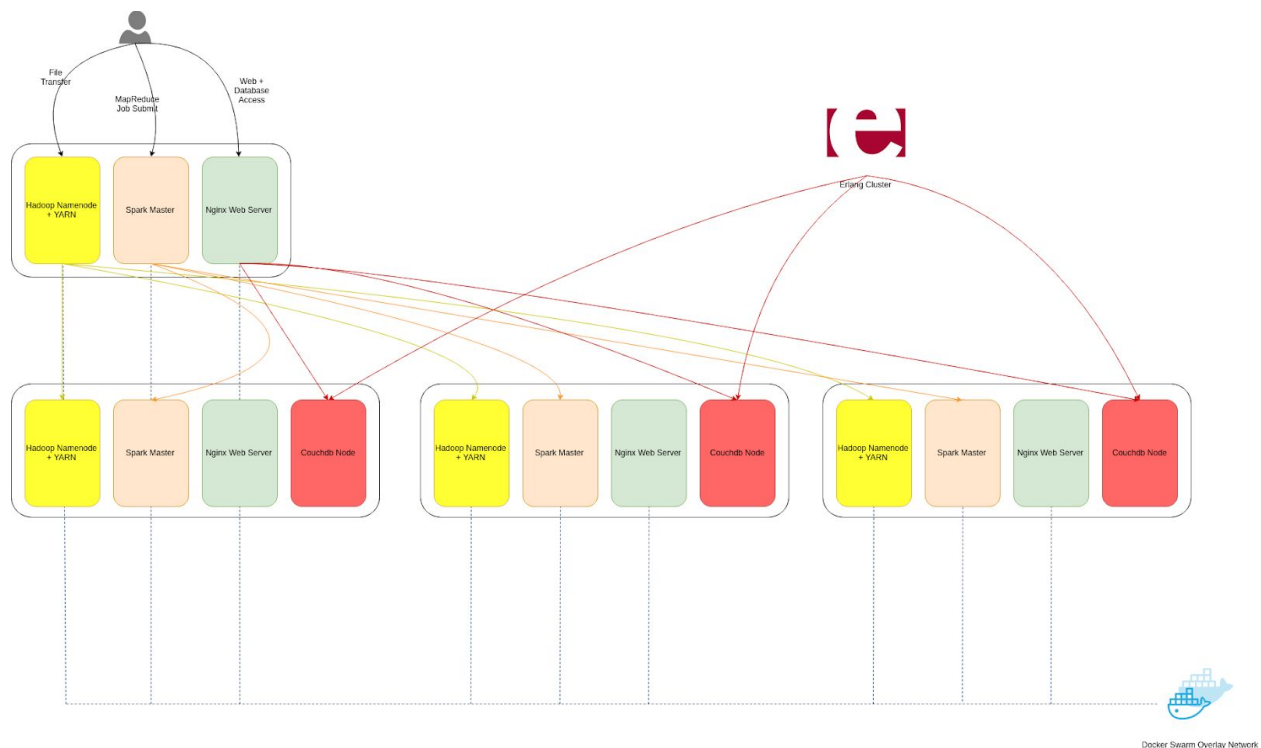 File
Transfer
MapReduce
Job Submit
Web +
Database
Access
e
Erlang Cluster
Hadoop Namenode
+ YARN
Spark Master
Nginx Web Server
Hadoop Namenode
+ YARN
Spark Master
Nginx Web Server
Couchdb Node
Hadoop Namenode
+ YARN
Spark Master
Nginx Web Server
Couchdb Node
Hadoop Namenode
+ YARN
Spark Master
Nginx Web Server
Couchdb Node
Docker Swarm Overlay Network